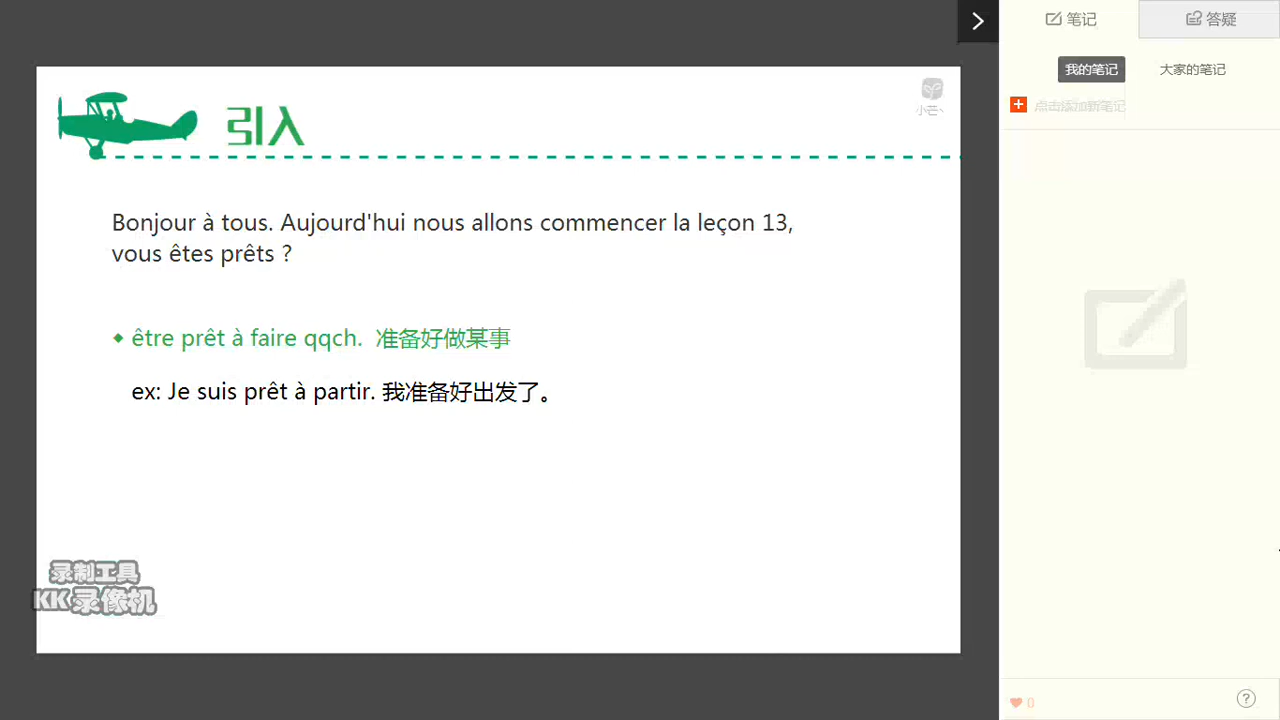 笔记
答疑
我的笔记
大家的笔记
点击添加新笔记
引入
Bonjour à tous. Aujourd'hui nous allons commencer la leçon 13,
vous êtes prêts ?
être prêt à faire qqch. 准备好做某事
ex: Je suis prêt à partir. 我准备好出发了。
录制工具
KK录像机
0
?